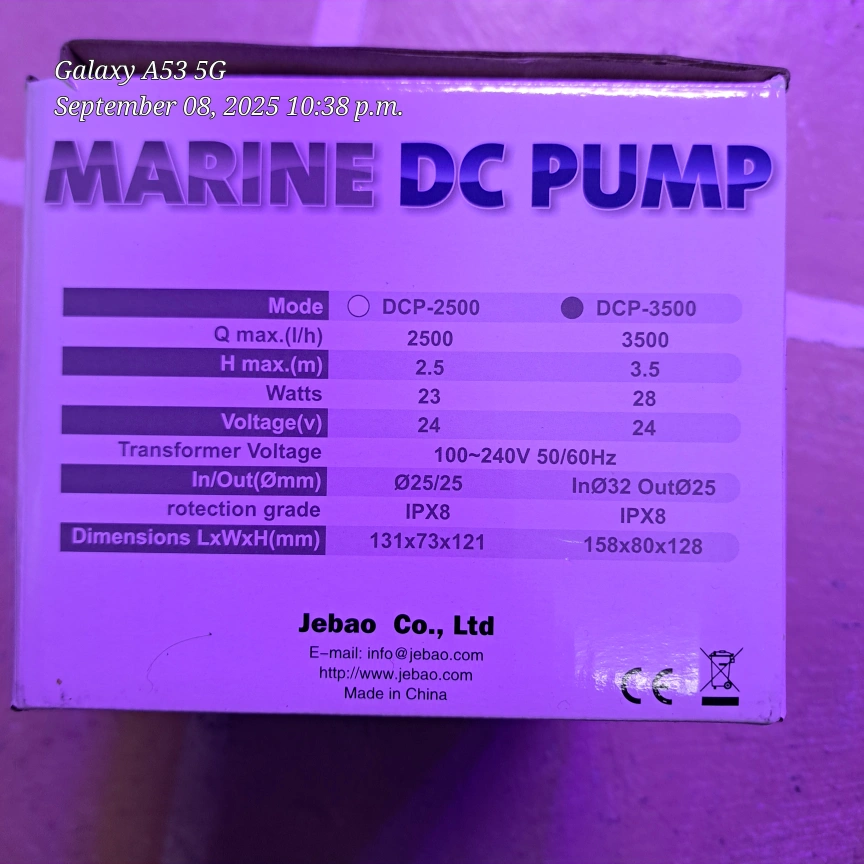 Galaxy A53 5G
September 08, 2025 10:38 p.m.
MARINE DC PUMP
Mode DCP-2500 DCP-3500
Q max.(l/h) 2500 3500
H max.(m) 2.5 3.5
Watts 23 28
Voltage(v) 24 24
Transformer Voltage 100~240V 50/60Hz
In/Out(Ømm) Ø25/25 InØ32 OutØ25
rotection grade IPX8 IPX8
Dimensions LxWxH(mm) 131x73x121 158x80x128
Jebao Co., Ltd
E-mail: info@jebao.com
http://www.jebao.com
Made in China
CE